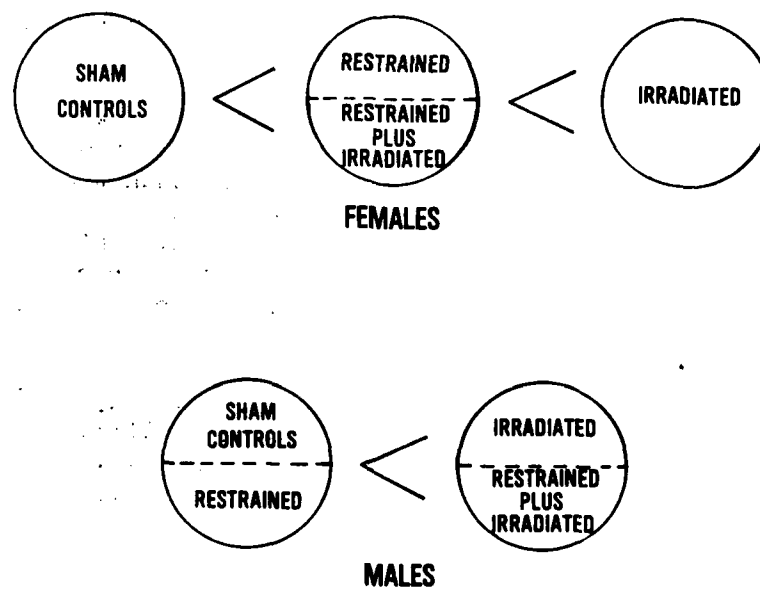 SHAM
CONTROLS
<
RESTRAINED
RESTRAINED
PLUS
IRRADIATED
<
IRRADIATED
FEMALES
SHAM
CONTROLS
RESTRAINED
<
IRRADIATED
RESTRAINED
PLUS
IRRADIATED
MALES